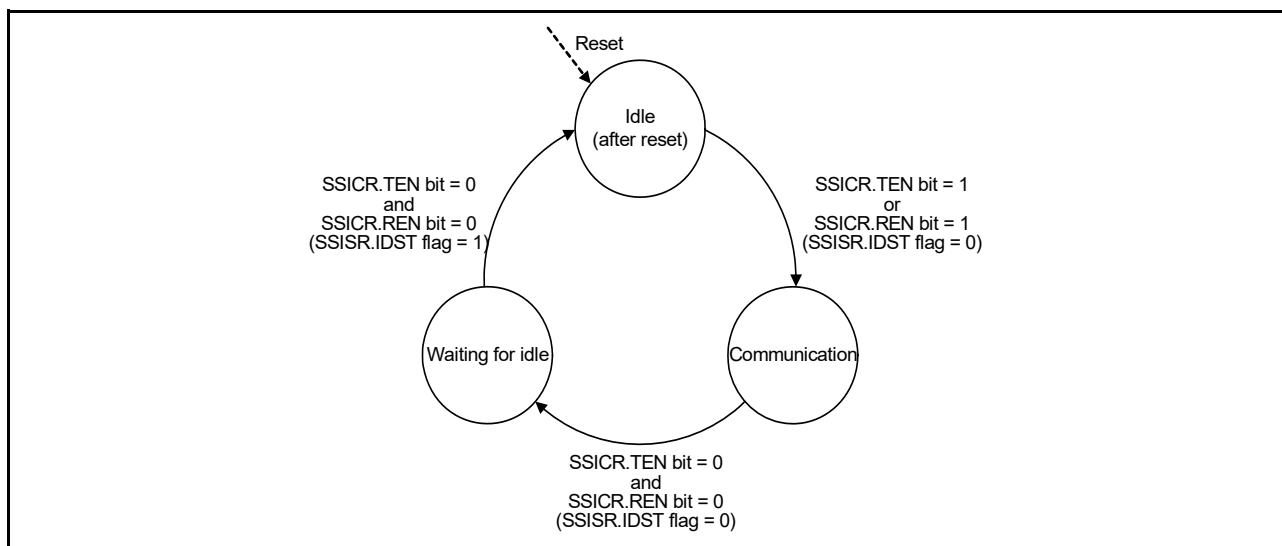 Reset
Idle
(after reset)
SSICR.TEN bit = 0
and
SSICR.REN bit = 0
(SSISR.IDST flag = 1)
SSICR.TEN bit = 1
or
SSICR.REN bit = 1
(SSISR.IDST flag = 0)
Waiting for idle
Communication
SSICR.TEN bit = 0
and
SSICR.REN bit = 0
(SSISR.IDST flag = 0)